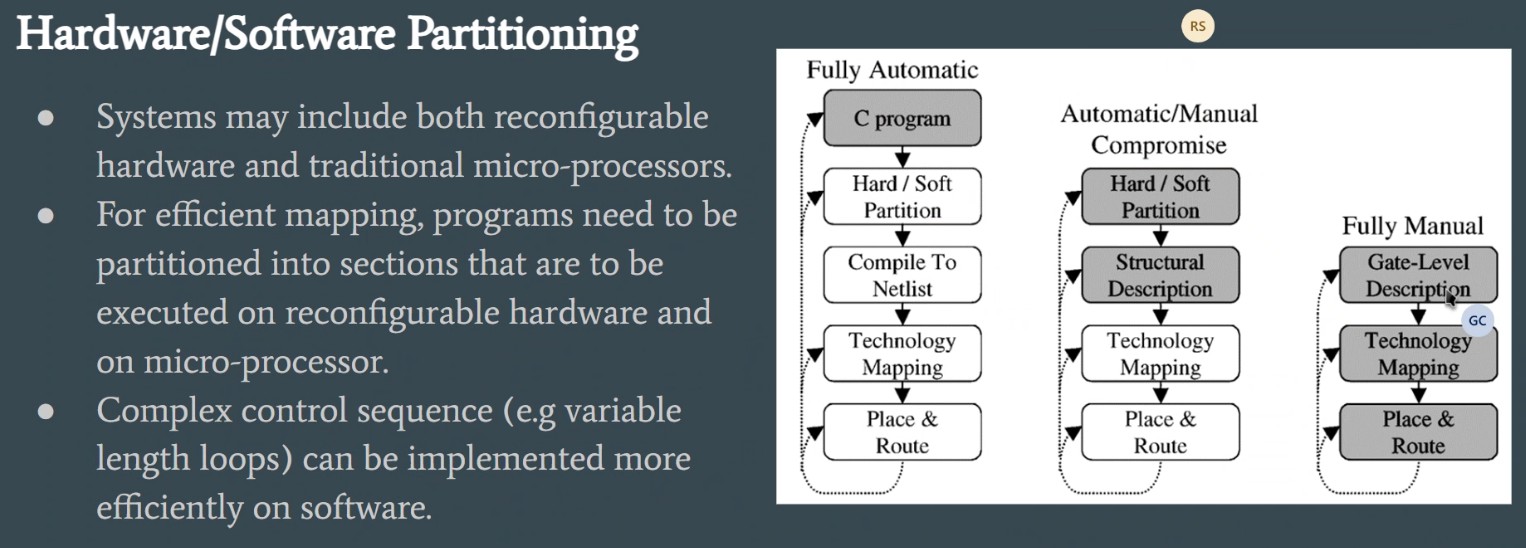 Hardware/Software Partitioning
● Systems may include both reconfigurable
hardware and traditional micro-processors.
● For efficient mapping, programs need to be
partitioned into sections that are to be
executed on reconfigurable hardware and
on micro-processor.
● Complex control sequence (e.g variable
length loops) can be implemented more
efficiently on software.
RS
Fully Automatic
C program
Hard / Soft
Partition
Compile To
Netlist
Technology
Mapping
Place &
Route
Automatic/Manual
Compromise
Hard / Soft
Partition
Structural
Description
Technology
Mapping
Place &
Route
Fully Manual
Gate-Level
Description
GC
Technology
Mapping
Place &
Route